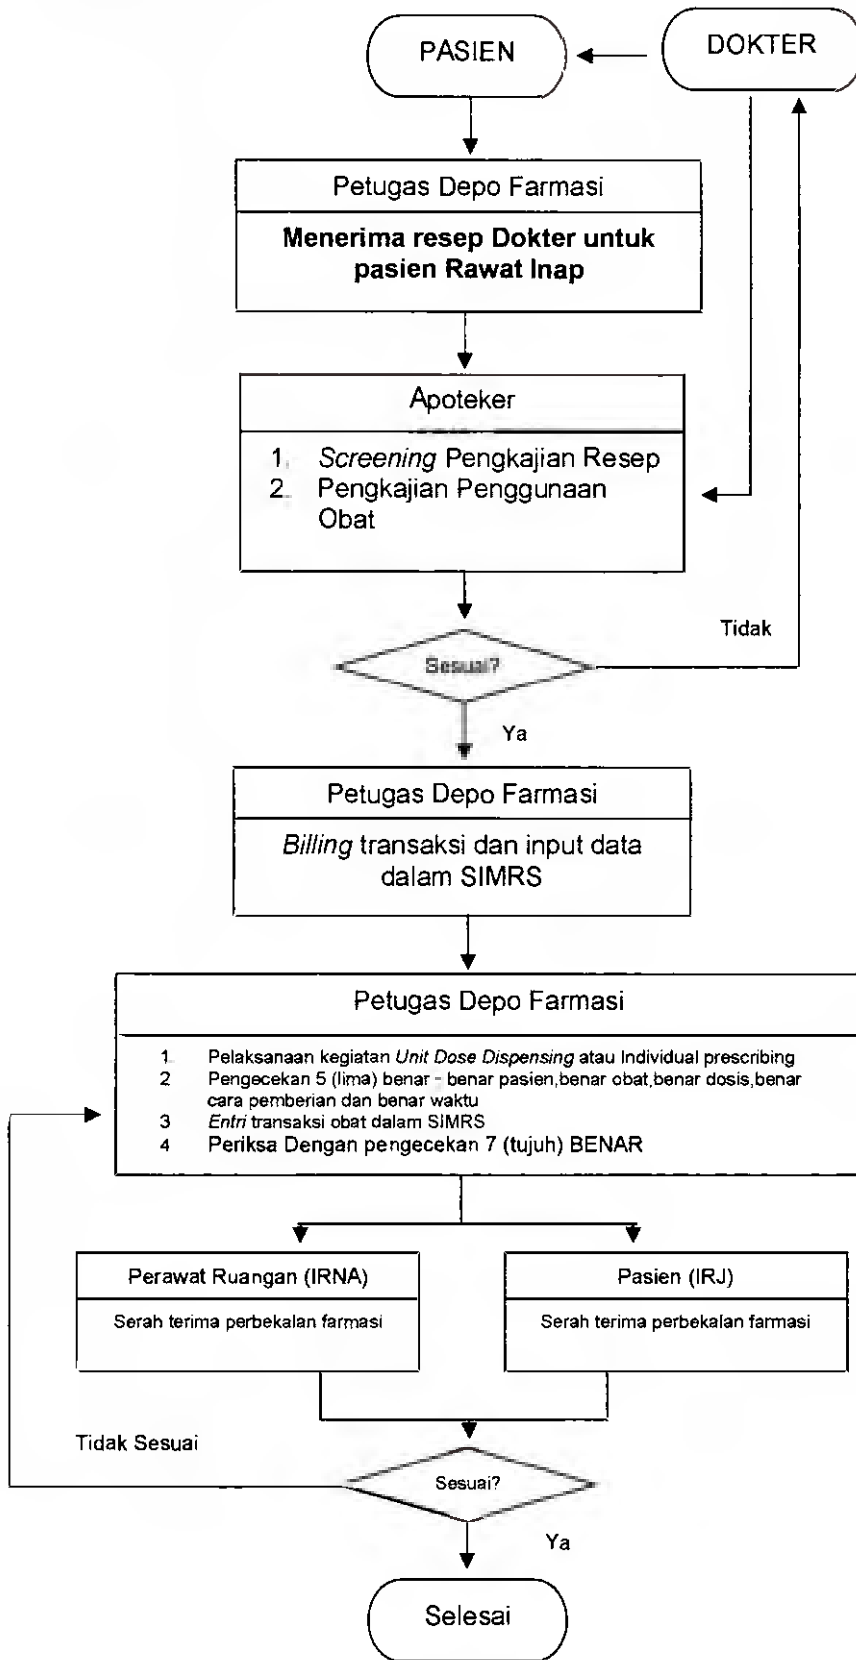 PASIEN
DOKTER
Petugas Depo Farmasi
Menerima resep Dokter untuk
pasien Rawat Inap
Apoteker
1. Screening Pengkajian Resep
2. Pengkajian Penggunaan
Obat
Tidak
Sesuai?
Ya
Petugas Depo Farmasi
Billing transaksi dan input data
dalam SIMRS
Petugas Depo Farmasi
1 Pelaksanaan kegiatan Unit Dose Dispensing atau Individual prescribing
2 Pengecekan 5 (lima) benar - benar pasien,benar obat,benar dosis,benar
cara pemberian dan benar waktu
3 Entri transaksi obat dalam SIMRS
4 Periksa Dengan pengecekan 7 (tujuh) BENAR
Perawat Ruangan (IRNA)
Serah terima perbekalan farmasi
Pasien (IRJ)
Serah terima perbekalan farmasi
Tidak Sesuai
Sesuai?
Ya
Selesai